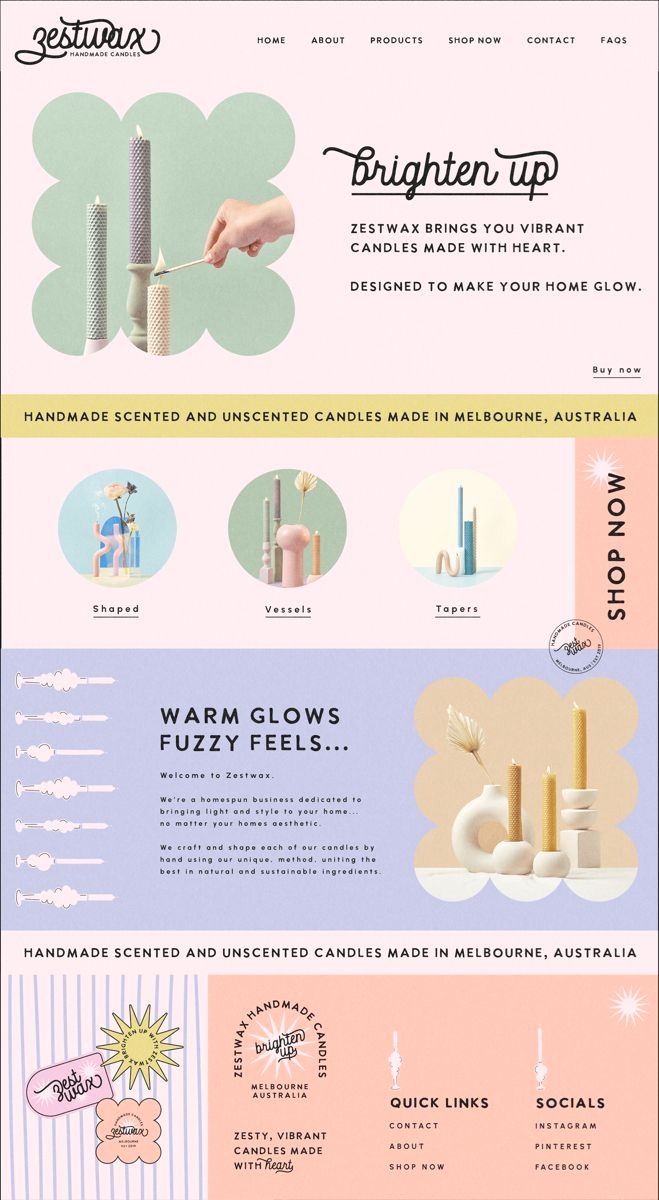 zestwax
HANDMADE CANDLES
HOME ABOUT PRODUCTS SHOP NOW CONTACT FAQS
brighten up
ZESTWAX BRINGS YOU VIBRANT
CANDLES MADE WITH HEART.
DESIGNED TO MAKE YOUR HOME GLOW.
Buy now
HANDMADE SCENTED AND UNSCENTED CANDLES MADE IN MELBOURNE, AUSTRALIA
Shaped
Vessels
Tapers
SHOP NOW
HANDMADE CANDLES
zest
wax
MELBOURNE, AUS | EST 2019
WARM GLOWS
FUZZY FEELS...
Welcome to Zestwax.
We're a homespun business dedicated to
bringing light and style to your home...
no matter your homes aesthetic.
We craft and shape each of our candles by
hand using our unique. method. uniting the
best in natural and sustainable ingredients.
HANDMADE SCENTED AND UNSCENTED CANDLES MADE IN MELBOURNE, AUSTRALIA
BRIGHTEN UP WITH ZESTWAX
zest
wax
HANDMADE CANDLES
zestwax
MELBOURNE
EST 2019
ZESTWAX HANDMADE CANDLES
brighten
up
MELBOURNE
AUSTRALIA
ZESTY, VIBRANT
CANDLES MADE
WITH heart
QUICK LINKS
CONTACT
ABOUT
SHOP NOW
SOCIALS
INSTAGRAM
PINTEREST
FACEBOOK